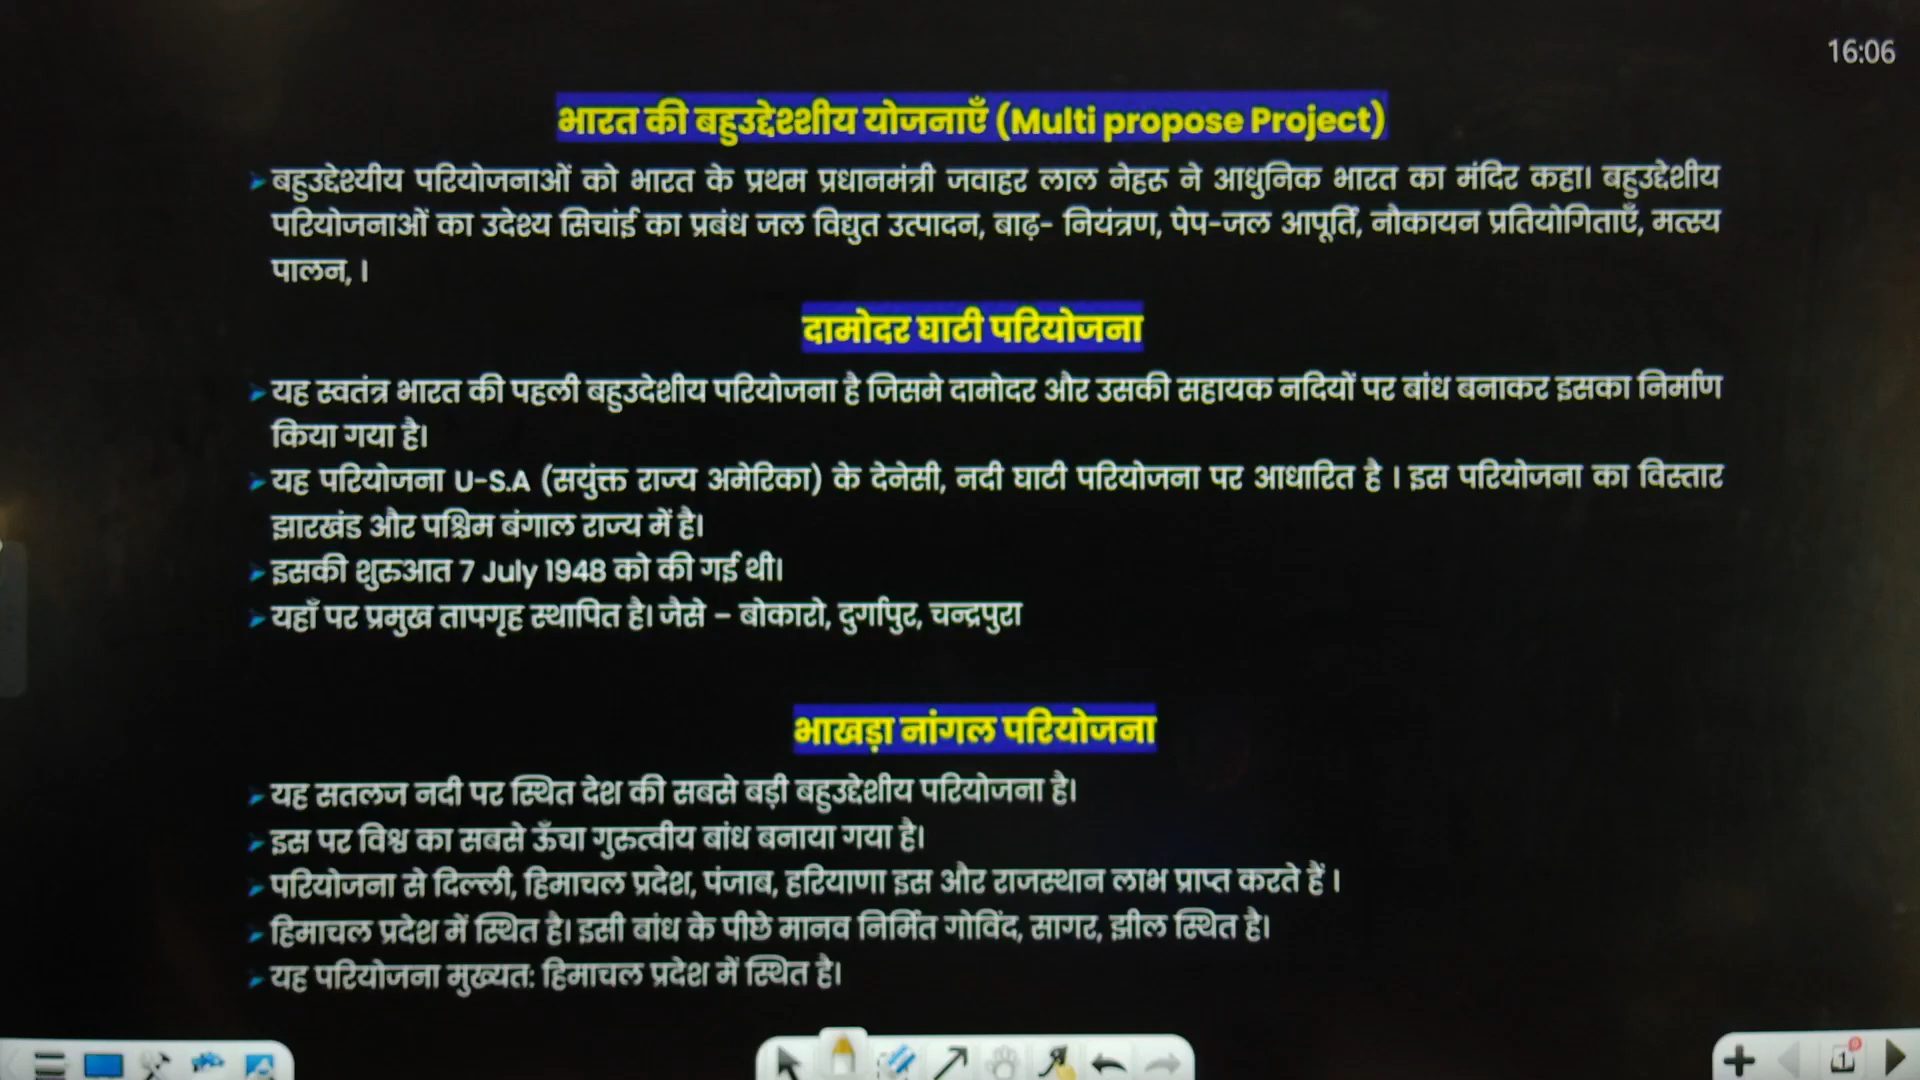 16:06
भारत की बहुउद्देश्शीय योजनाएँ (Multi propose Project)
बहुउद्देश्यीय परियोजनाओं को भारत के प्रथम प्रधानमंत्री जवाहर लाल नेहरू ने आधुनिक भारत का मंदिर कहा। बहुउद्देशीय
परियोजनाओं का उदेश्य सिचांई का प्रबंध जल विद्युत उत्पादन, बाढ़- नियंत्रण, पेप-जल आपूर्ति, नौकायन प्रतियोगिताएँ, मत्स्य
पालन, ।
दामोदर घाटी परियोजना
यह स्वतंत्र भारत की पहली बहुउदेशीय परियोजना है जिसमे दामोदर और उसकी सहायक नदियों पर बांध बनाकर इसका निर्माण
किया गया है।
यह परियोजना U-S.A (सयुंक्त राज्य अमेरिका) के देनेसी, नदी घाटी परियोजना पर आधारित है । इस परियोजना का विस्तार
झारखंड और पश्चिम बंगाल राज्य में है।
इसकी शुरुआत 7 July 1948 को की गई थी।
यहाँ पर प्रमुख तापगृह स्थापित है। जैसे – बोकारो, दुर्गापुर, चन्द्रपुरा
भाखड़ा नांगल परियोजना
यह सतलज नदी पर स्थित देश की सबसे बड़ी बहुउद्देशीय परियोजना है।
इस पर विश्व का सबसे ऊँचा गुरुत्वीय बांध बनाया गया है।
परियोजना से दिल्ली, हिमाचल प्रदेश, पंजाब, हरियाणा इस और राजस्थान लाभ प्राप्त करते हैं ।
हिमाचल प्रदेश में स्थित है। इसी बांध के पीछे मानव निर्मित गोविंद, सागर, झील स्थित है।
यह परियोजना मुख्यत: हिमाचल प्रदेश में स्थित है।
1